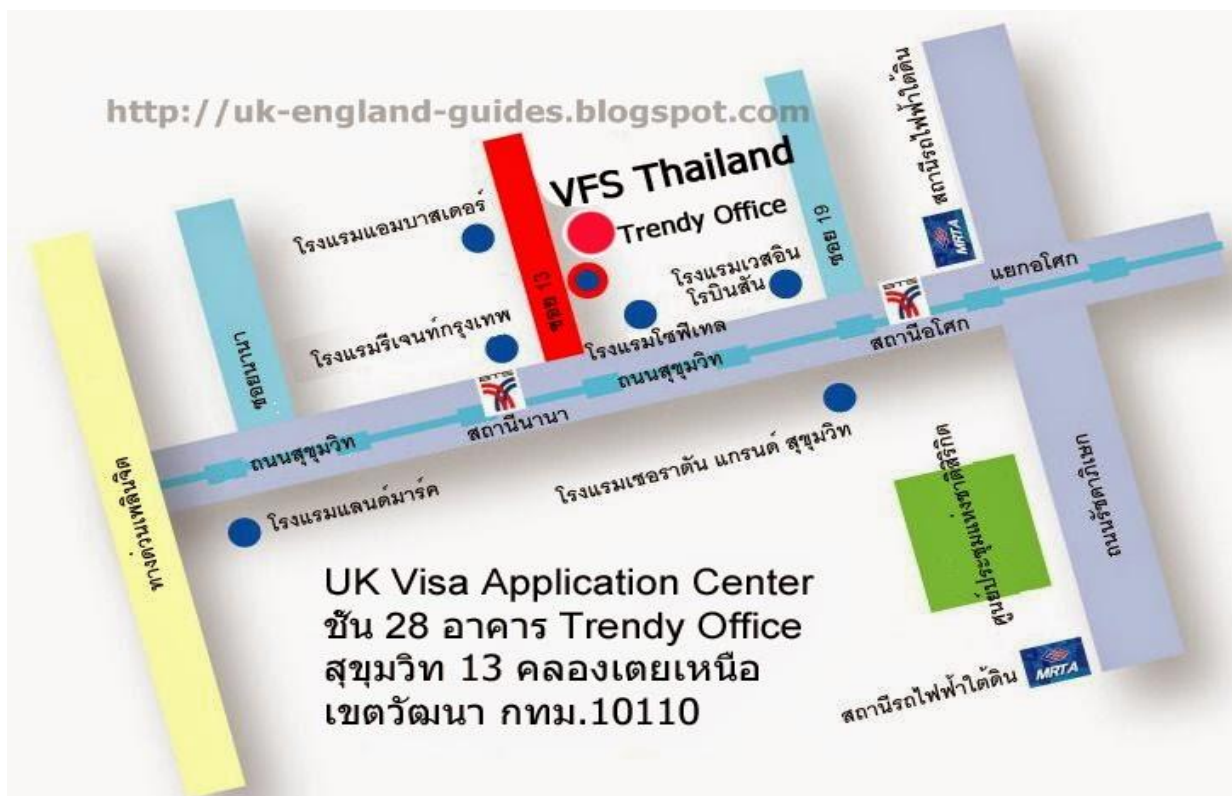 http://uk-england-guides.blogspot.com
VFS Thailand
Trendy Office
โรงแรมแอมบาสเดอร์
ซอย 13
ซอย 19
สถานีรถไฟฟ้าใต้ดิน
MRTA
โรงแรมเวสอิน
โรบินสัน
แยกอโศก
โรงแรมรีเจนท์กรุงเทพ
โรงแรมโซฟีเทล
ซอยนานา
BTS
สถานีอโศก
ถนนสุขุมวิท
BTS
สถานีนานา
ถนนสุขุมวิท
โรงแรมเซอราตัน แกรนด์ สุขุมวิท
โรงแรมแลนด์มาร์ค
ทางด่วนเพลินจิต
ศูนย์ประชุมแห่งชาติสิริกิต
ถนนรัชดาภิเษก
UK Visa Application Center
ชั้น 28 อาคาร Trendy Office
สุขุมวิท 13 คลองเตยเหนือ
เขตวัฒนา กทม.10110
สถานีรถไฟฟ้าใต้ดิน
MRTA